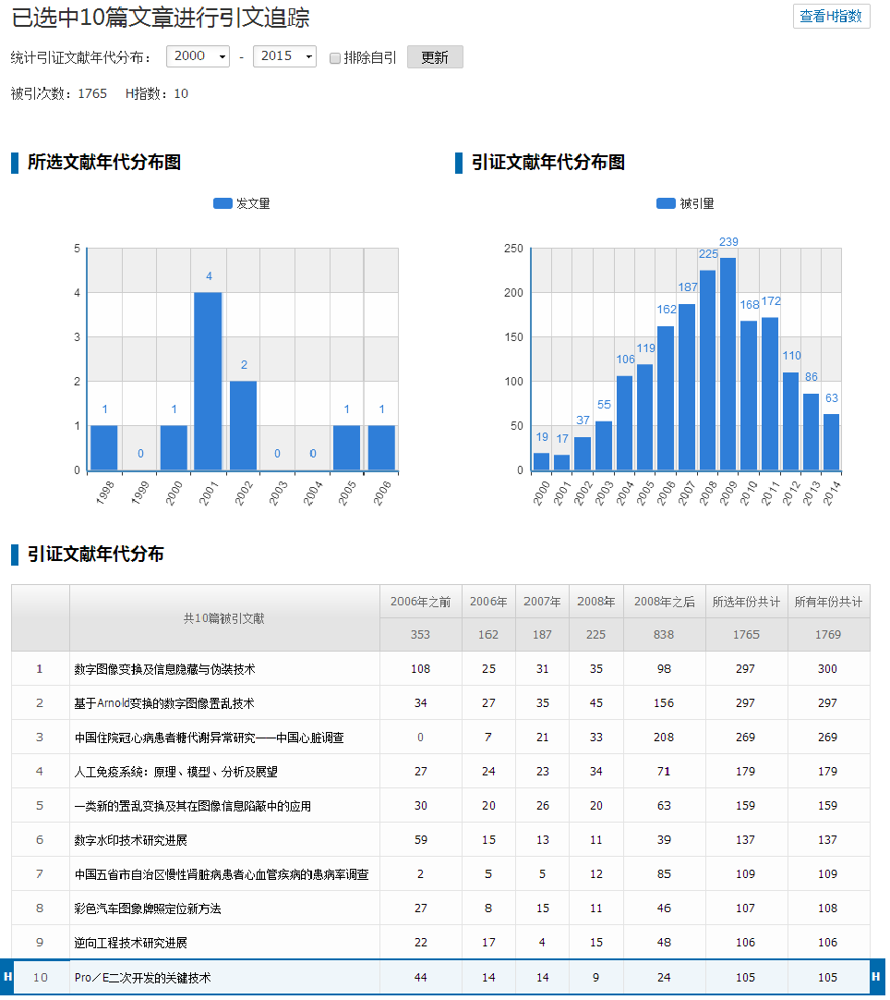 已选中10篇文章进行引文追踪
查看H指数
统计引证文献年代分布： 2000 - 2015 排除自引 更新
被引次数：1765 H指数：10
所选文献年代分布图
发文量
5
4
3
2
1
0
1 0 1 4 2 0 0 1 1
1998 1999 2000 2001 2002 2003 2004 2005 2006
引证文献年代分布图
被引量
250
200
150
100
50
0
19 17 37 55 106 119 162 187 225 239 168 172 110 86 63
2000 2001 2002 2003 2004 2005 2006 2007 2008 2009 2010 2011 2012 2013 2014
引证文献年代分布
共10篇被引文献 2006年之前 2006年 2007年 2008年 2008年之后 所选年份共计 所有年份共计
353 162 187 225 838 1765 1769
1 数字图像变换及信息隐藏与伪装技术 108 25 31 35 98 297 300
2 基于Arnold变换的数字图像置乱技术 34 27 35 45 156 297 297
3 中国住院冠心病患者糖代谢异常研究——中国心脏调查 0 7 21 33 208 269 269
4 人工免疫系统：原理、模型、分析及展望 27 24 23 34 71 179 179
5 一类新的置乱变换及其在图像信息隐蔽中的应用 30 20 26 20 63 159 159
6 数字水印技术研究进展 59 15 13 11 39 137 137
7 中国五省市自治区慢性肾脏病患者心血管疾病的患病率调查 2 5 5 12 85 109 109
8 彩色汽车图象牌照定位新方法 27 8 15 11 46 107 108
9 逆向工程技术研究进展 22 17 4 15 48 106 106
H 10 Pro／E二次开发的关键技术 44 14 14 9 24 105 105 H